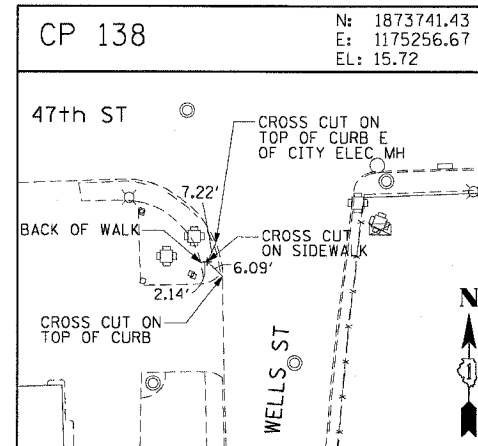 CP 138
N: 1873741.43
E: 1175256.67
EL: 15.72
47th ST
CROSS CUT ON
TOP OF CURB E
OF CITY ELEC MH
7.22'
BACK OF WALK
CROSS CUT
ON SIDEWALK
6.09'
2.14'
CROSS CUT ON
TOP OF CURB
WELLS ST
N